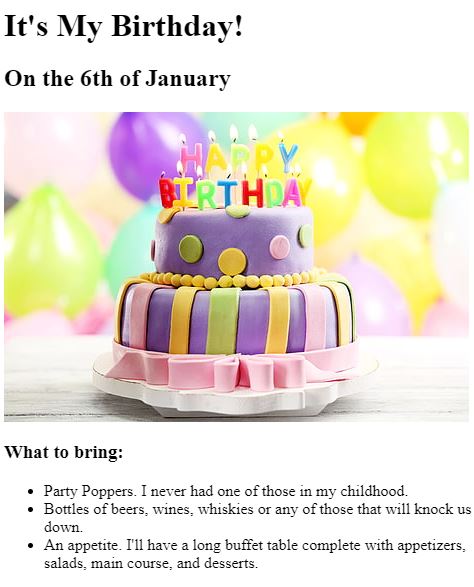 It's My Birthday!
On the 6th of January
HAPPY
BIRTHDAY
What to bring:
Party Poppers. I never had one of those in my childhood.
Bottles of beers, wines, whiskies or any of those that will knock us
down.
An appetite. I'll have a long buffet table complete with appetizers,
salads, main course, and desserts.